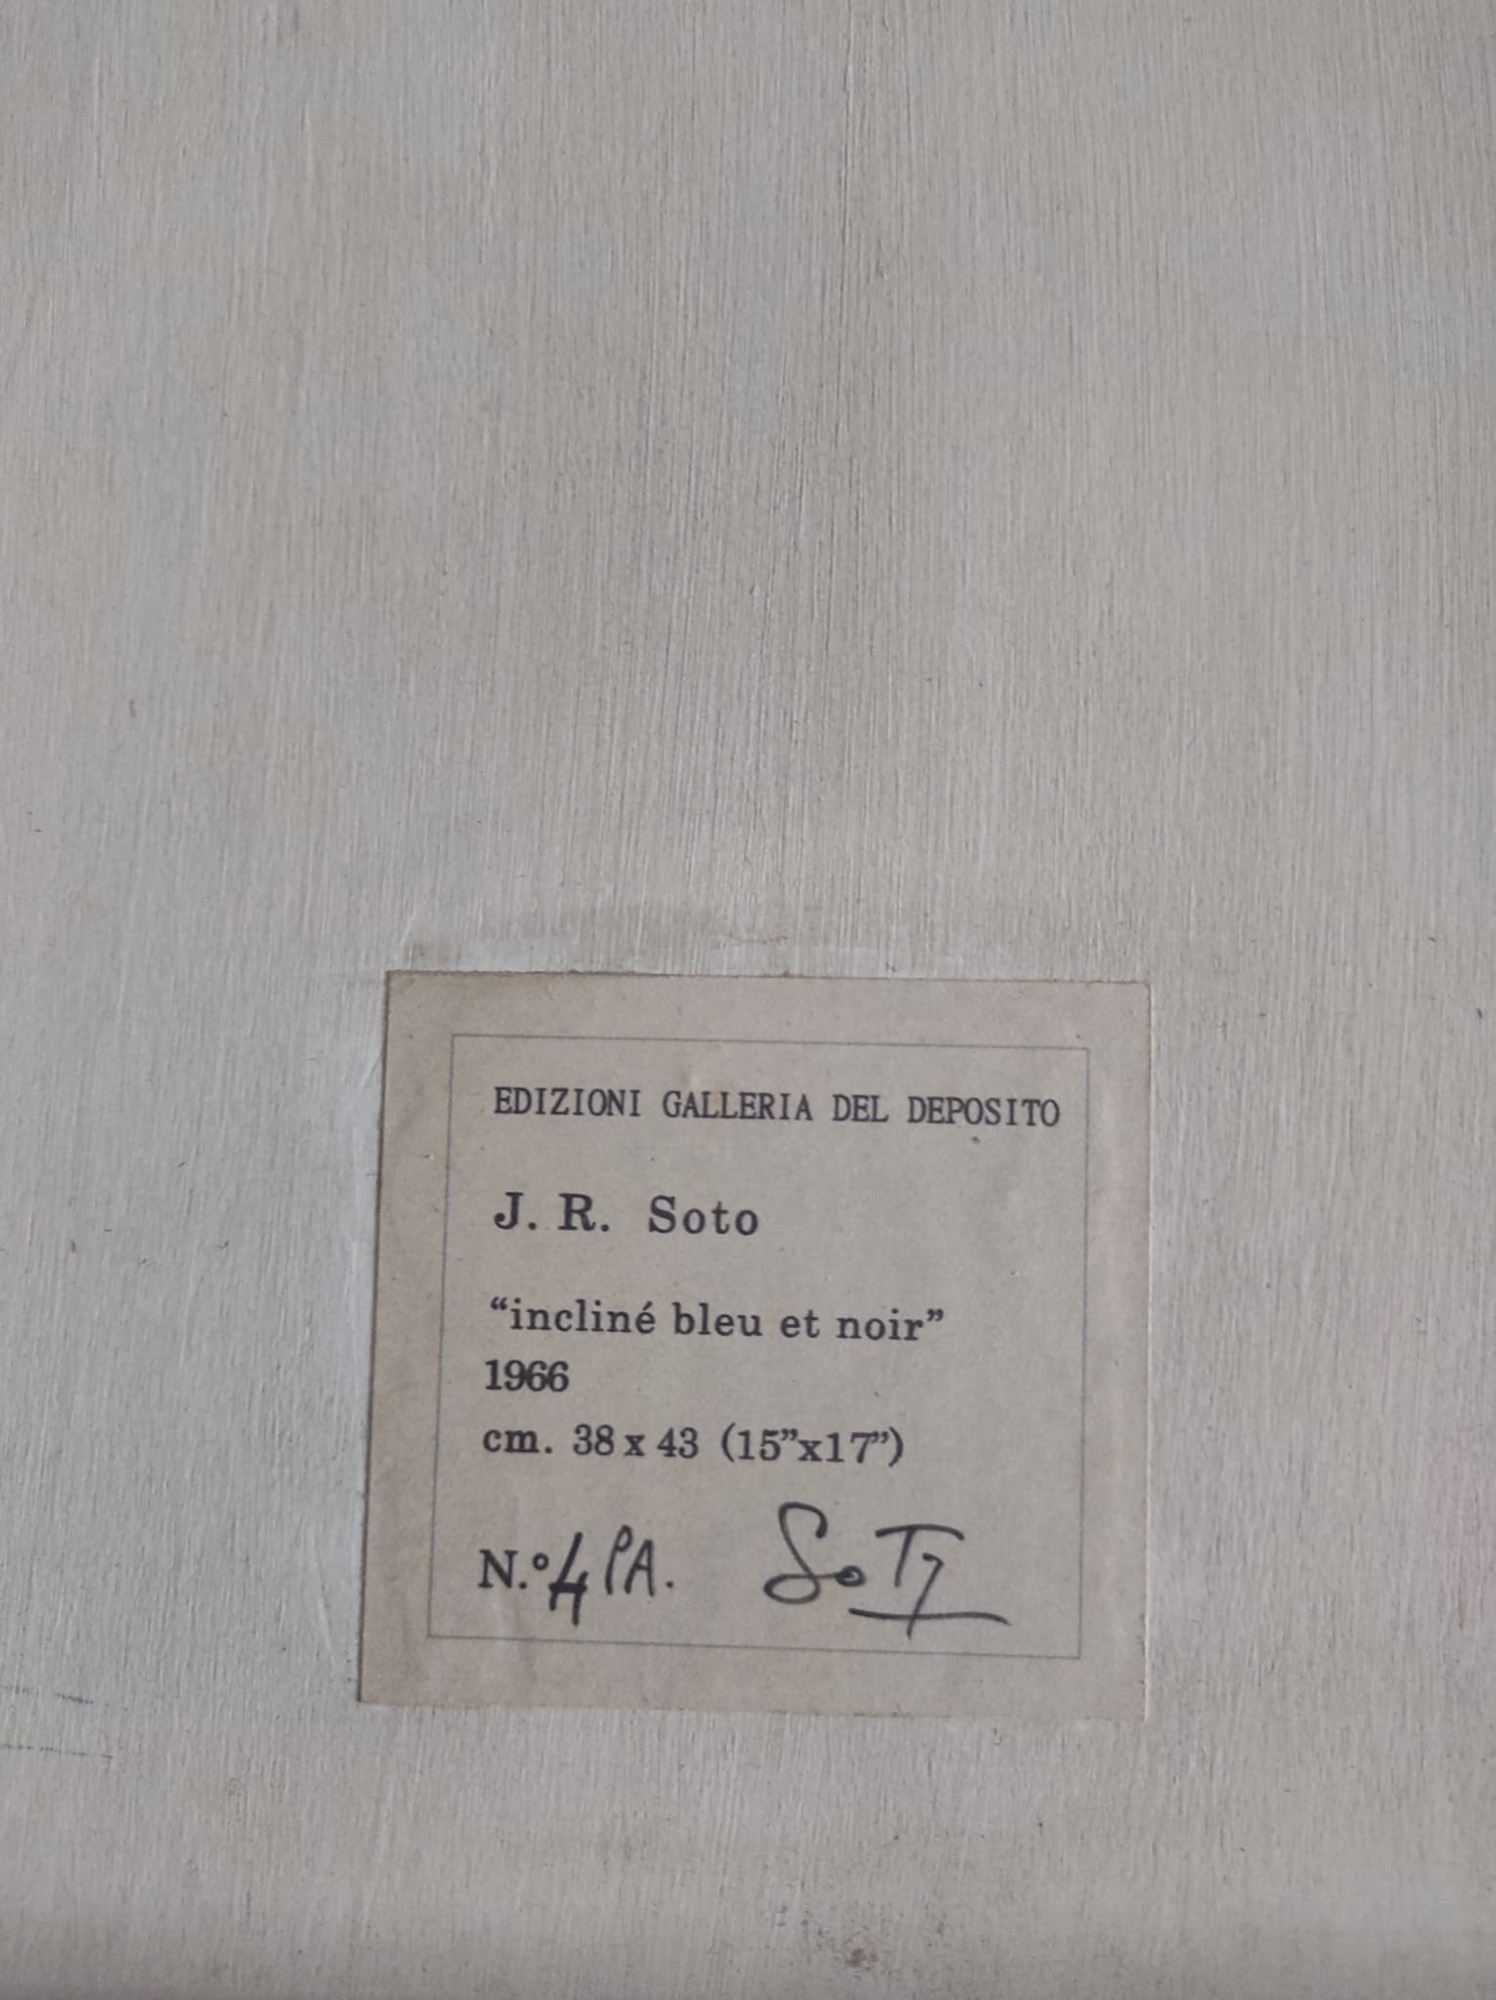 EDIZIONI GALLERIA DEL DEPOSITO
J. R. Soto
“incliné bleu et noir”
1966
cm. 38 x 43 (15”x17”)
N.º 4 PA. Soto